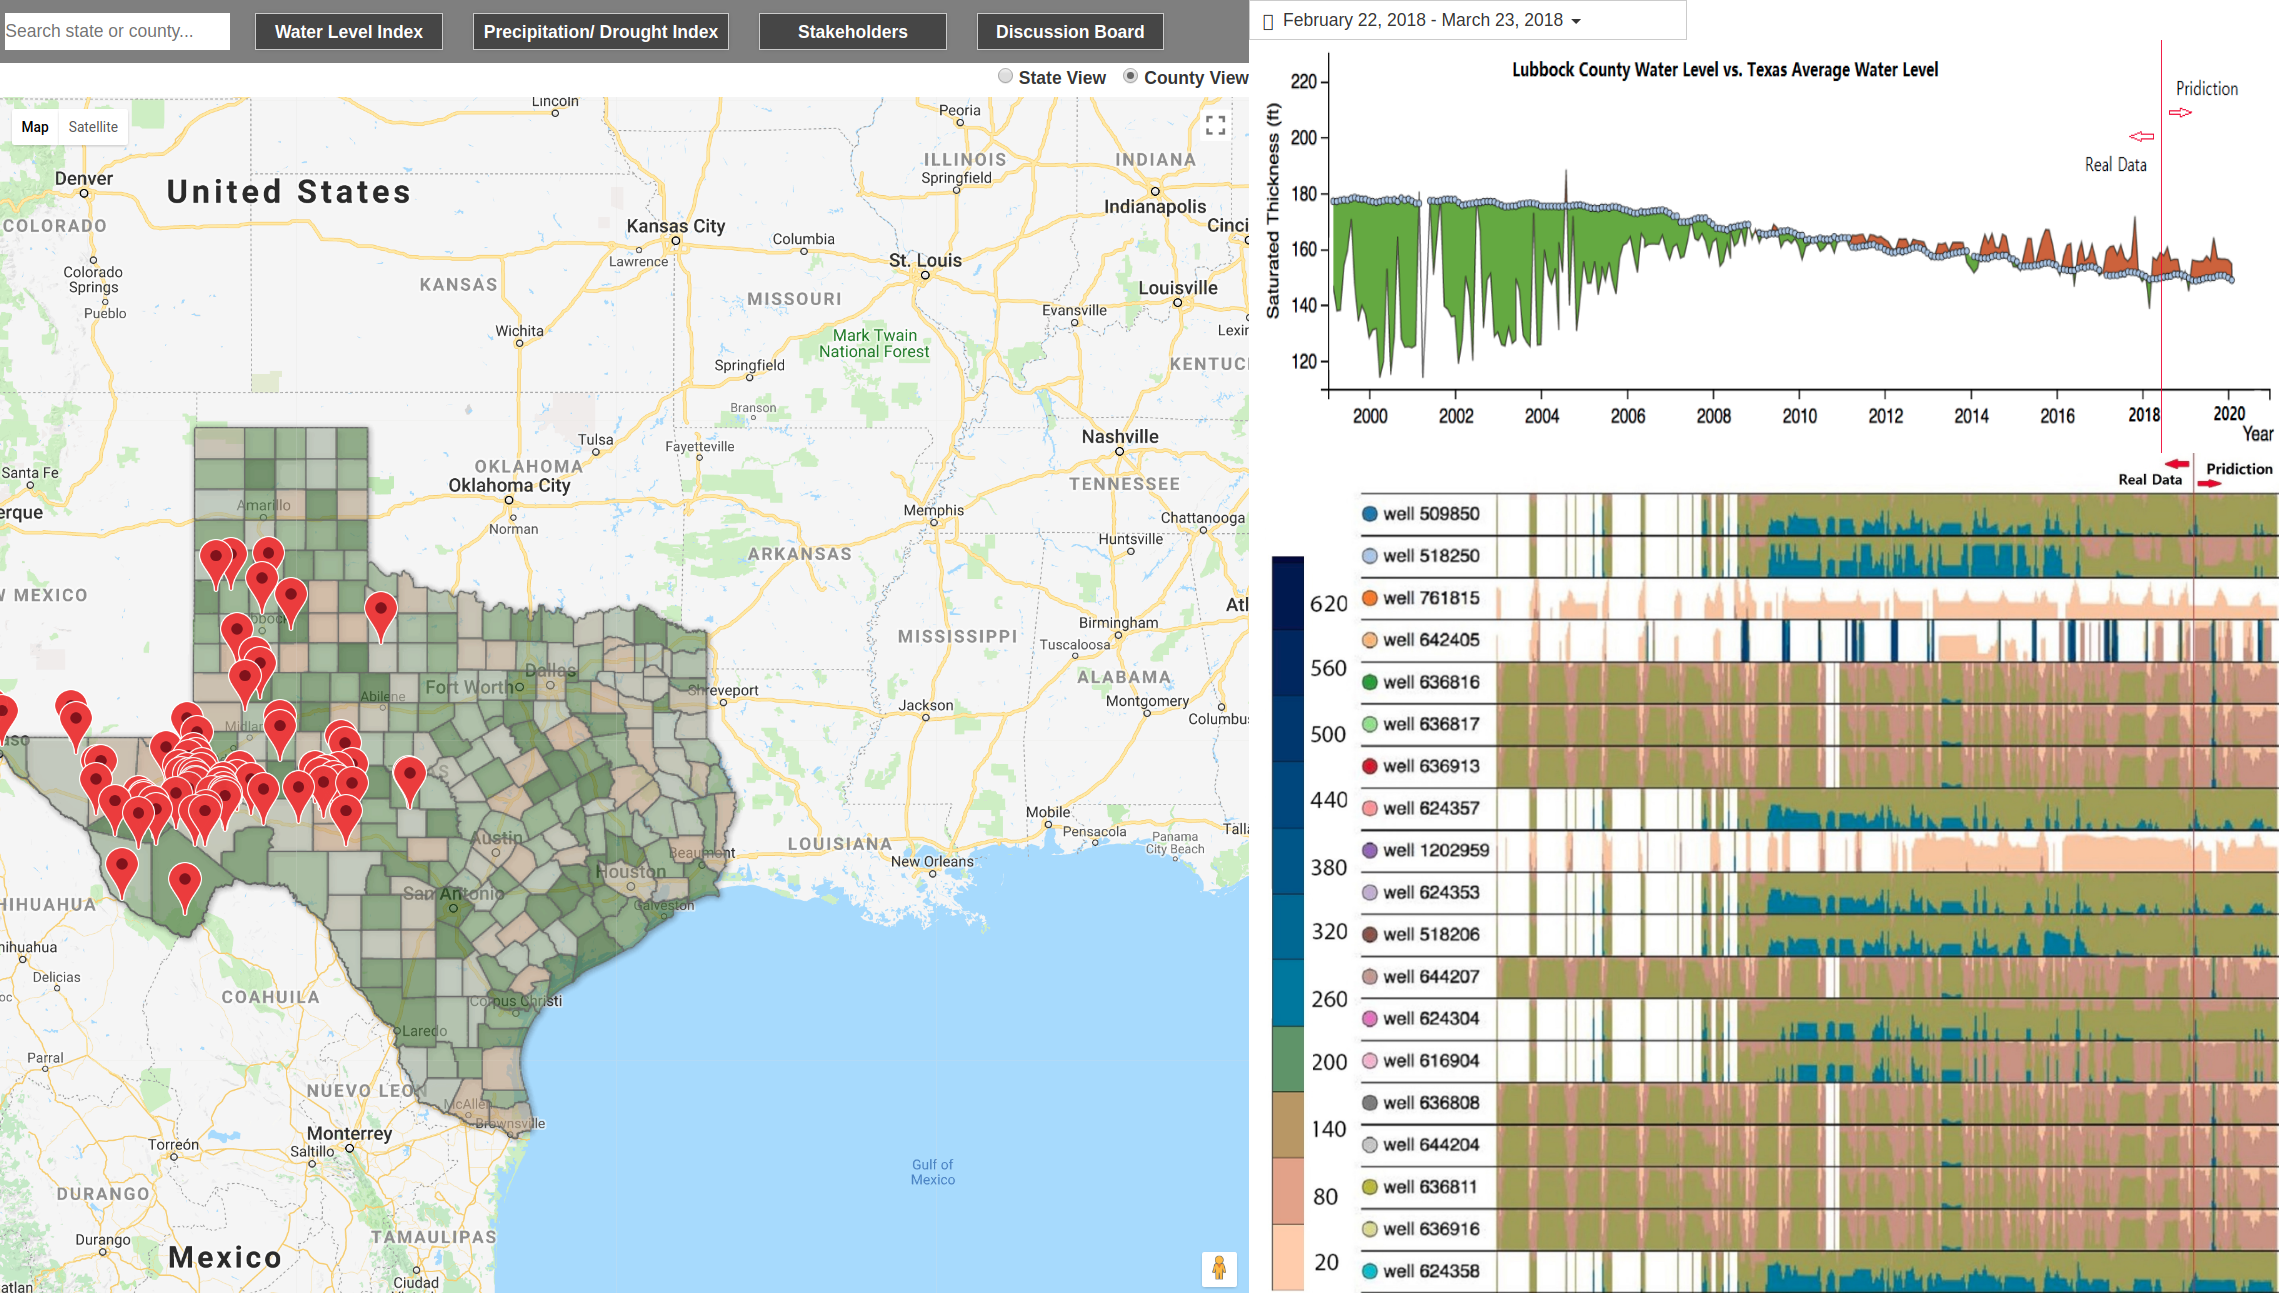 Search state or county...
Water Level Index
Precipitation/ Drought Index
Stakeholders
Discussion Board
State View
County View
Map
Satellite
Lincoln
Peoria
ILLINOIS
INDIANA
Springfield
Denver
United States
Indianapolis
COLORADO
Kansas City
Columbia
Cinci
Lawrence
St. Louis
Colorado
Springs
KANSAS
MISSOURI
Louisville
Pueblo
Evansville
Wichita
Lexin
Mark Twain
National Forest
Springfield
KENTUC
Branson
Tulsa
Fayetteville
Nashville
Santa Fe
OKLAHOMA
Oklahoma City
TENNESSEE
erque
Amarillo
Norman
Memphis
Chattanooga
Huntsville
ARKANSAS
MEXICO
Atl
Birmingham
MISSISSIPPI
Tuscaloosa
Dallas
ALABAMA
Fort Worth
Abilene
Shreveport
Montgomery
Jackson
Columbus
Midlan
aso
Mobile
Pensacola
Talla
Panama
City Beach
Austin
LOUISIANA
Beaumont
New Orleans
Houston
San Antonio
HIHUAHUA
Galveston
hihuahua
Delicias
COAHUILA
Corpus Christi
Laredo
Parral
NUEVO LEON
McAllen
Brownsville
Monterrey
Torreón
Saltillo
Gulf of
Mexico
DURANGO
TAMAULIPAS
Durango
Mexico
Ciudad
atlan
February 22, 2018 - March 23, 2018
Lubbock County Water Level vs. Texas Average Water Level
Pridiction
Real Data
Saturated Thickness (ft)
220
200
180
160
140
120
2000 2002 2004 2006 2008 2010 2012 2014 2016 2018 2020
Year
Real Data
Pridiction
620
560
500
440
380
320
260
200
140
80
20
well 509850
well 518250
well 761815
well 642405
well 636816
well 636817
well 636913
well 624357
well 1202959
well 624353
well 518206
well 644207
well 624304
well 616904
well 636808
well 644204
well 636811
well 636916
well 624358